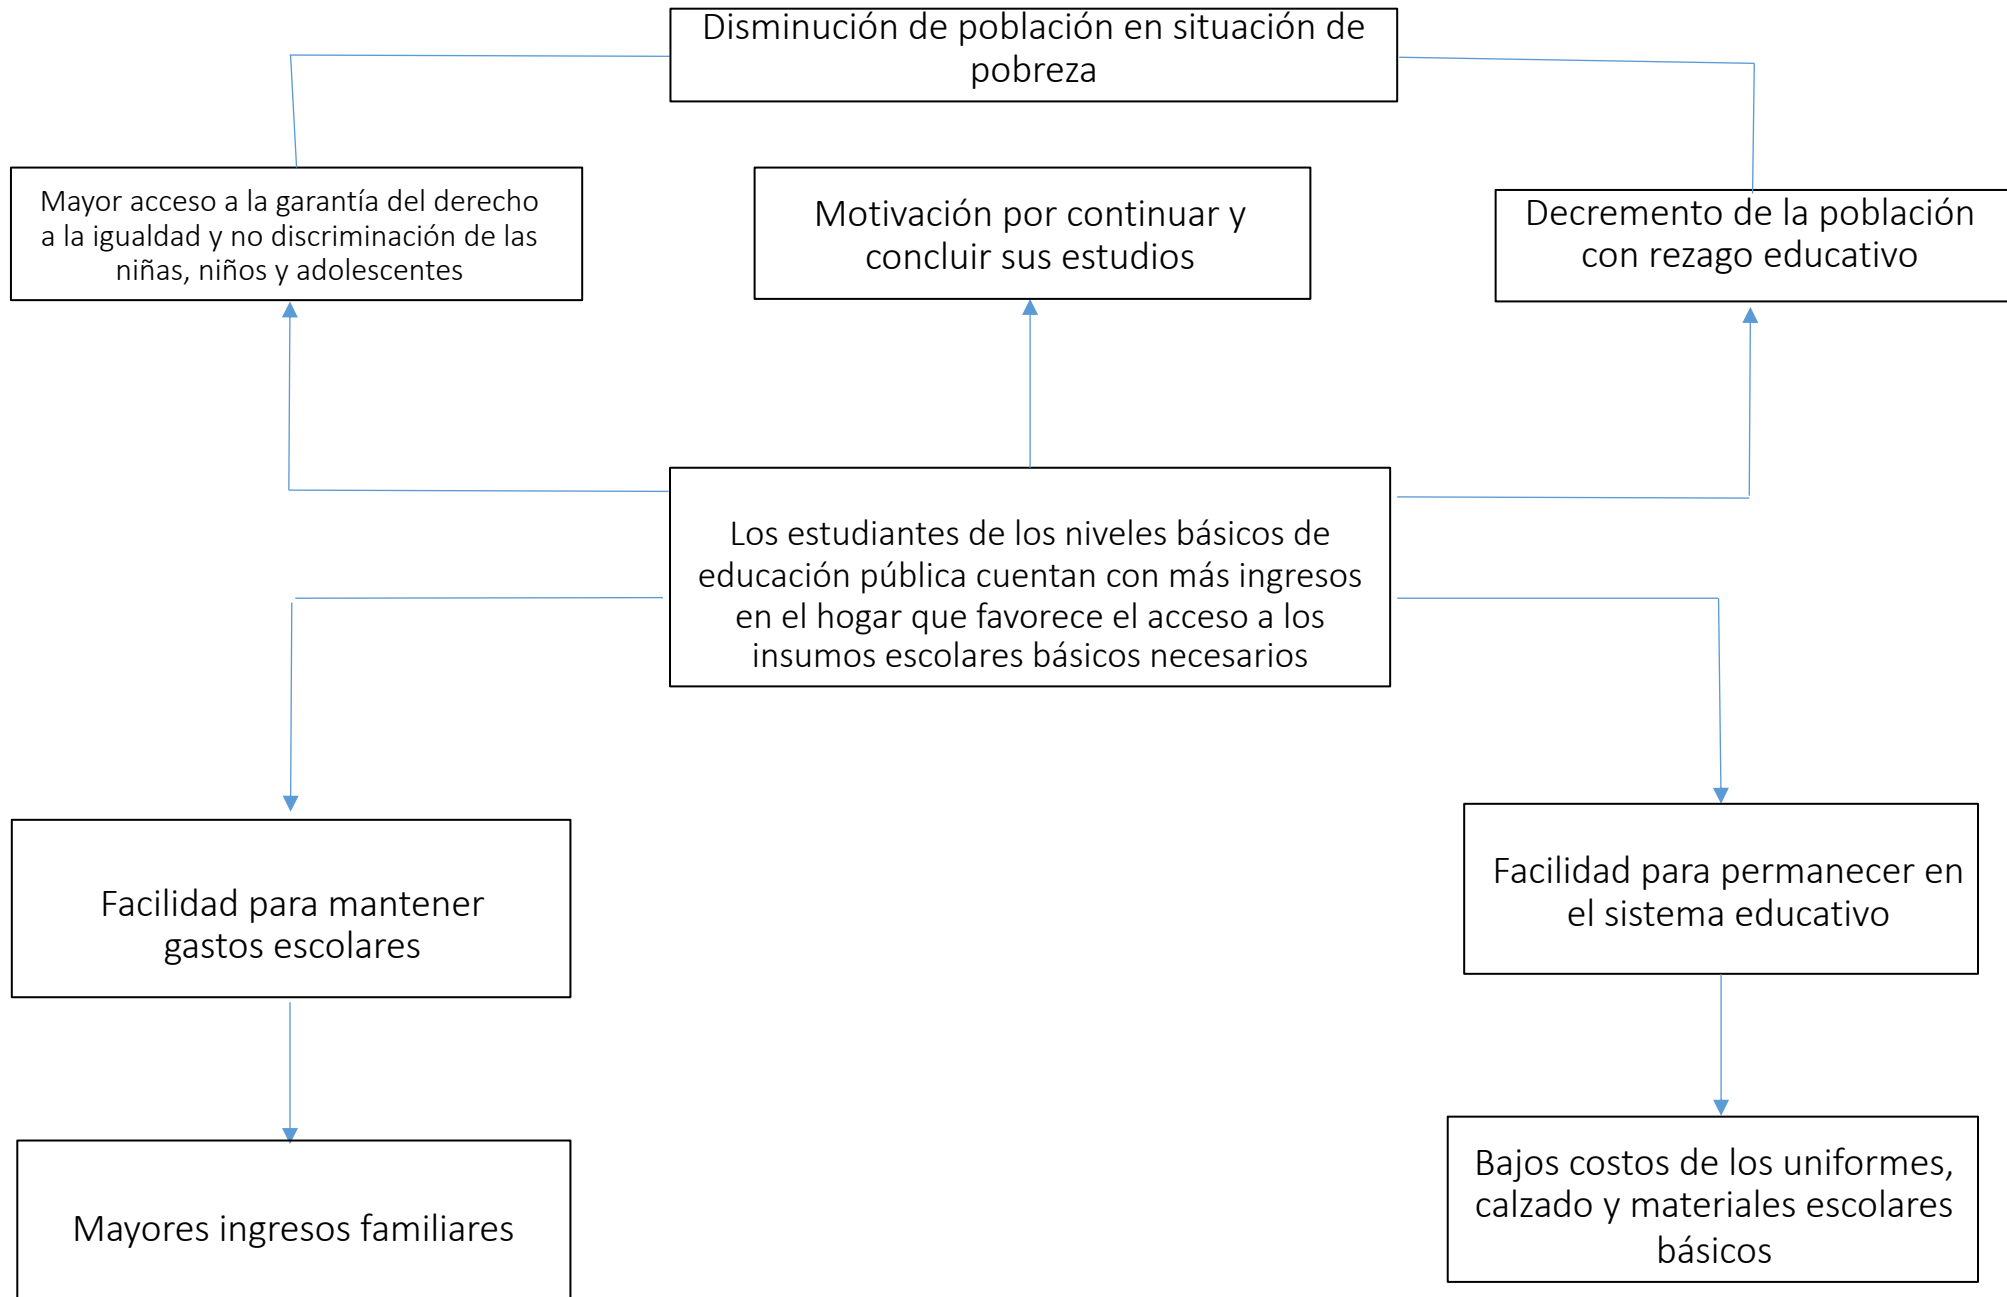 Disminución de población en situación de
pobreza
Mayor acceso a la garantía del derecho
a la igualdad y no discriminación de las
niñas, niños y adolescentes
Motivación por continuar y
concluir sus estudios
Decremento de la población
con rezago educativo
Los estudiantes de los niveles básicos de
educación pública cuentan con más ingresos
en el hogar que favorece el acceso a los
insumos escolares básicos necesarios
Facilidad para mantener
gastos escolares
Facilidad para permanecer en
el sistema educativo
Mayores ingresos familiares
Bajos costos de los uniformes,
calzado y materiales escolares
básicos